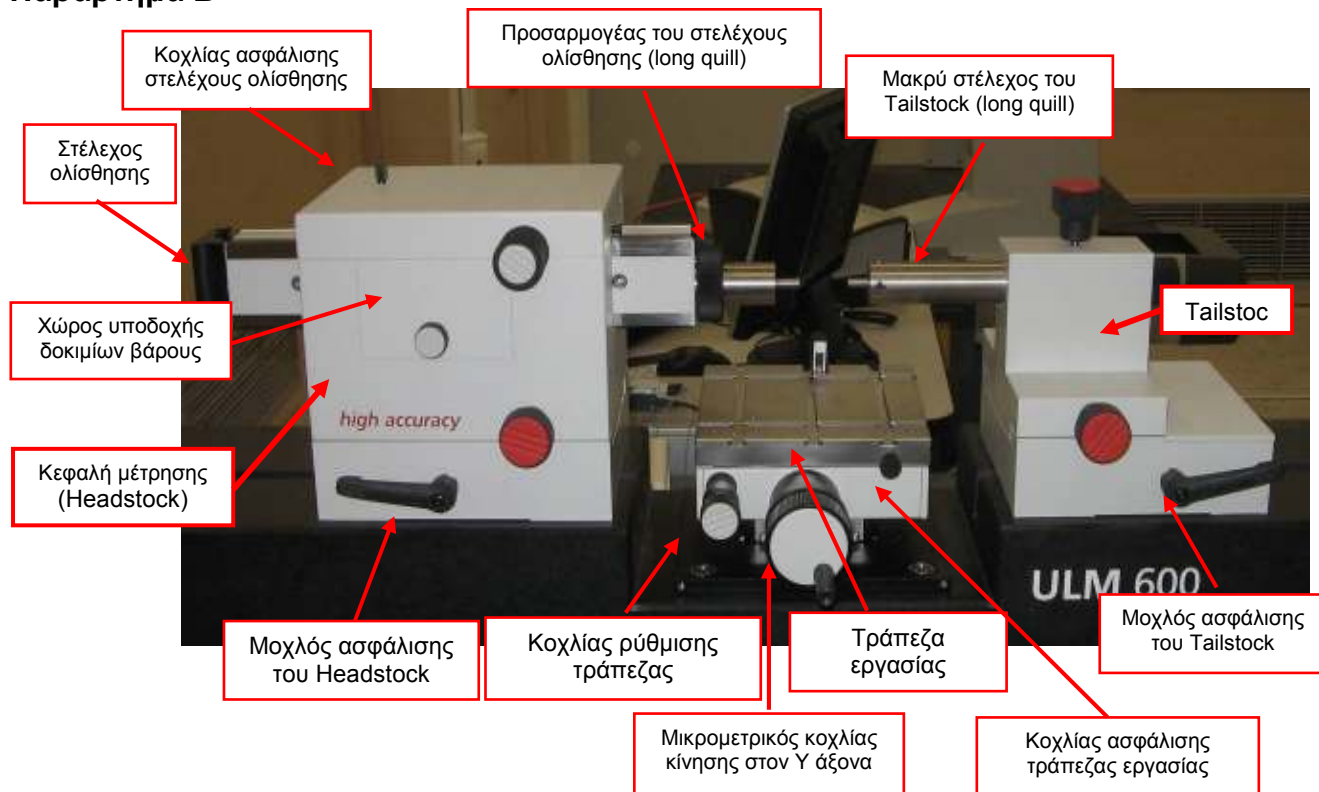 Κοχλίας ασφάλισης
στελέχους ολίσθησης
Προσαρμογέας του στελέχους
ολίσθησης (long quill)
Μακρύ στέλεχος του
Tailstock (long quill)
Στέλεχος
ολίσθησης
Χώρος υποδοχής
δοκιμίων βάρους
Tailstoc
high accuracy
Κεφαλή μέτρησης
(Headstock)
ULM 600
Μοχλός ασφάλισης
του Headstock
Κοχλίας ρύθμισης
τράπεζας
Τράπεζα
εργασίας
Μοχλός ασφάλισης
του Tailstock
Μικρομετρικός κοχλίας
κίνησης στον Υ άξονα
Κοχλίας ασφάλισης
τράπεζας εργασίας